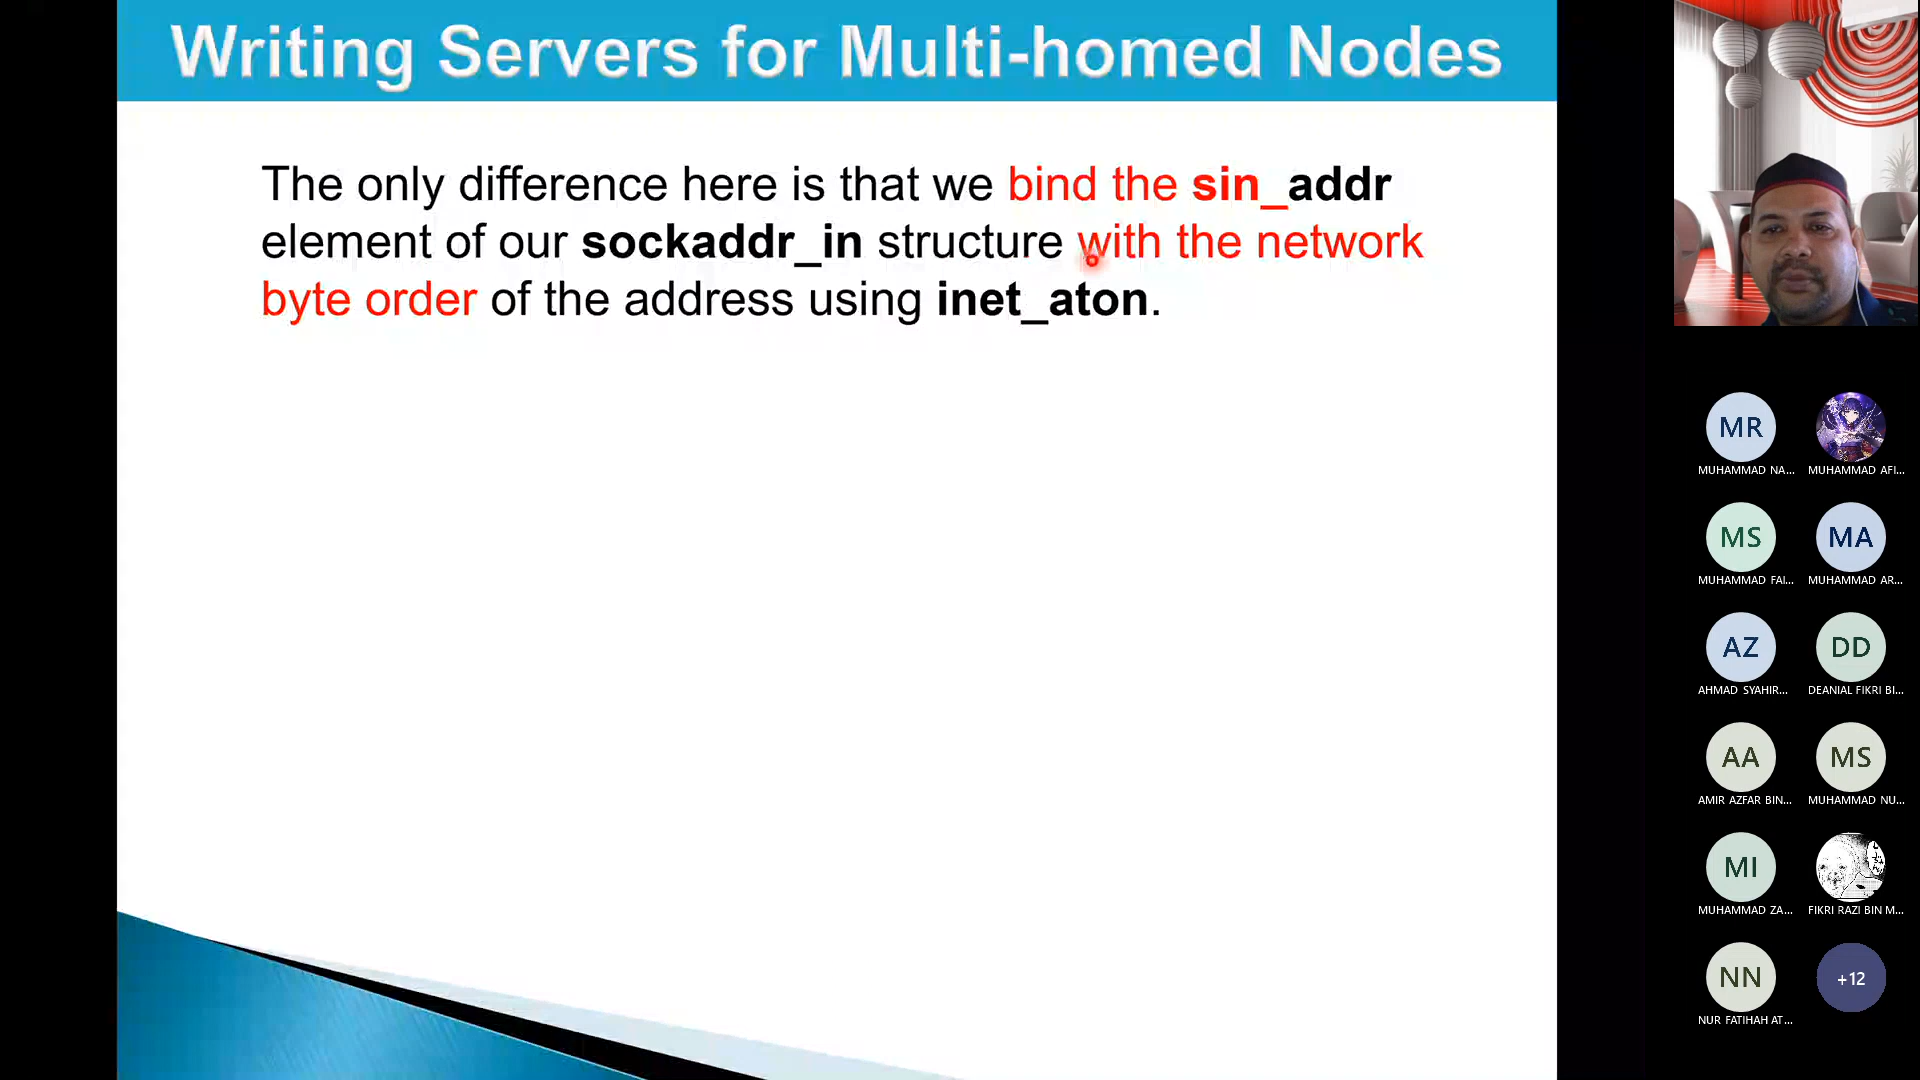 Writing Servers for Multi-homed Nodes
The only difference here is that we bind the sin_addr
element of our sockaddr_in structure with the network
byte order of the address using inet_aton.
MR
MUHAMMAD NA...
MUHAMMAD AFI...
MS
MUHAMMAD FAI...
MA
MUHAMMAD AR...
AZ
AHMAD SYAHIR...
DD
DEANIAL FIKRI BI...
AA
AMIR AZFAR BIN...
MS
MUHAMMAD NU...
MI
MUHAMMAD ZA...
FIKRI RAZI BIN M...
NN
NUR FATIHAH AT...
+12